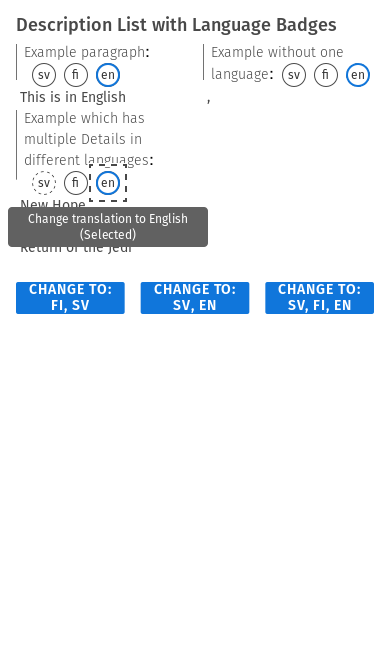 Description List with Language Badges
Example paragraph:
sv fi en
This is in English
Example without one
language: sv fi en
,
Example which has
multiple Details in
different languages:
sv fi en
New Hope
Change translation to English
(Selected)
Return of the Jedi
CHANGE TO:
FI, SV
CHANGE TO:
SV, EN
CHANGE TO:
SV, FI, EN